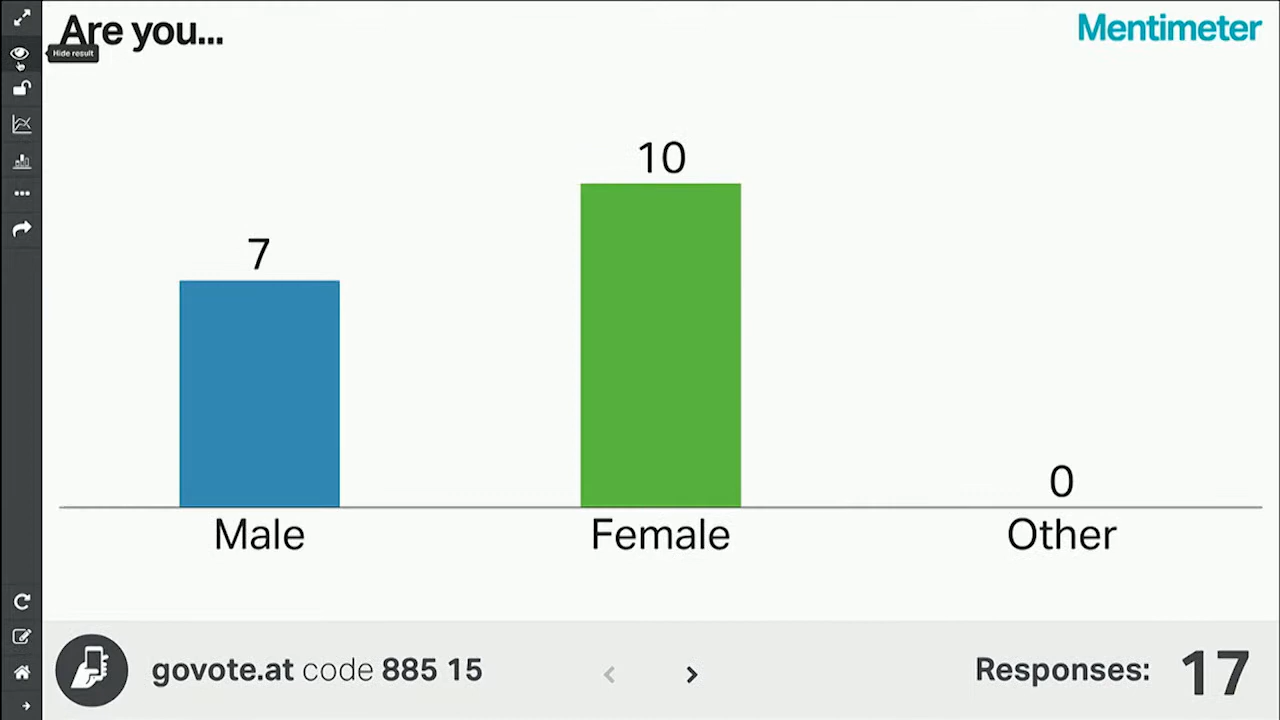 Are you...
Mentimeter
Hide result
10
7
0
Male
Female
Other
govote.at code 885 15
Responses: 17